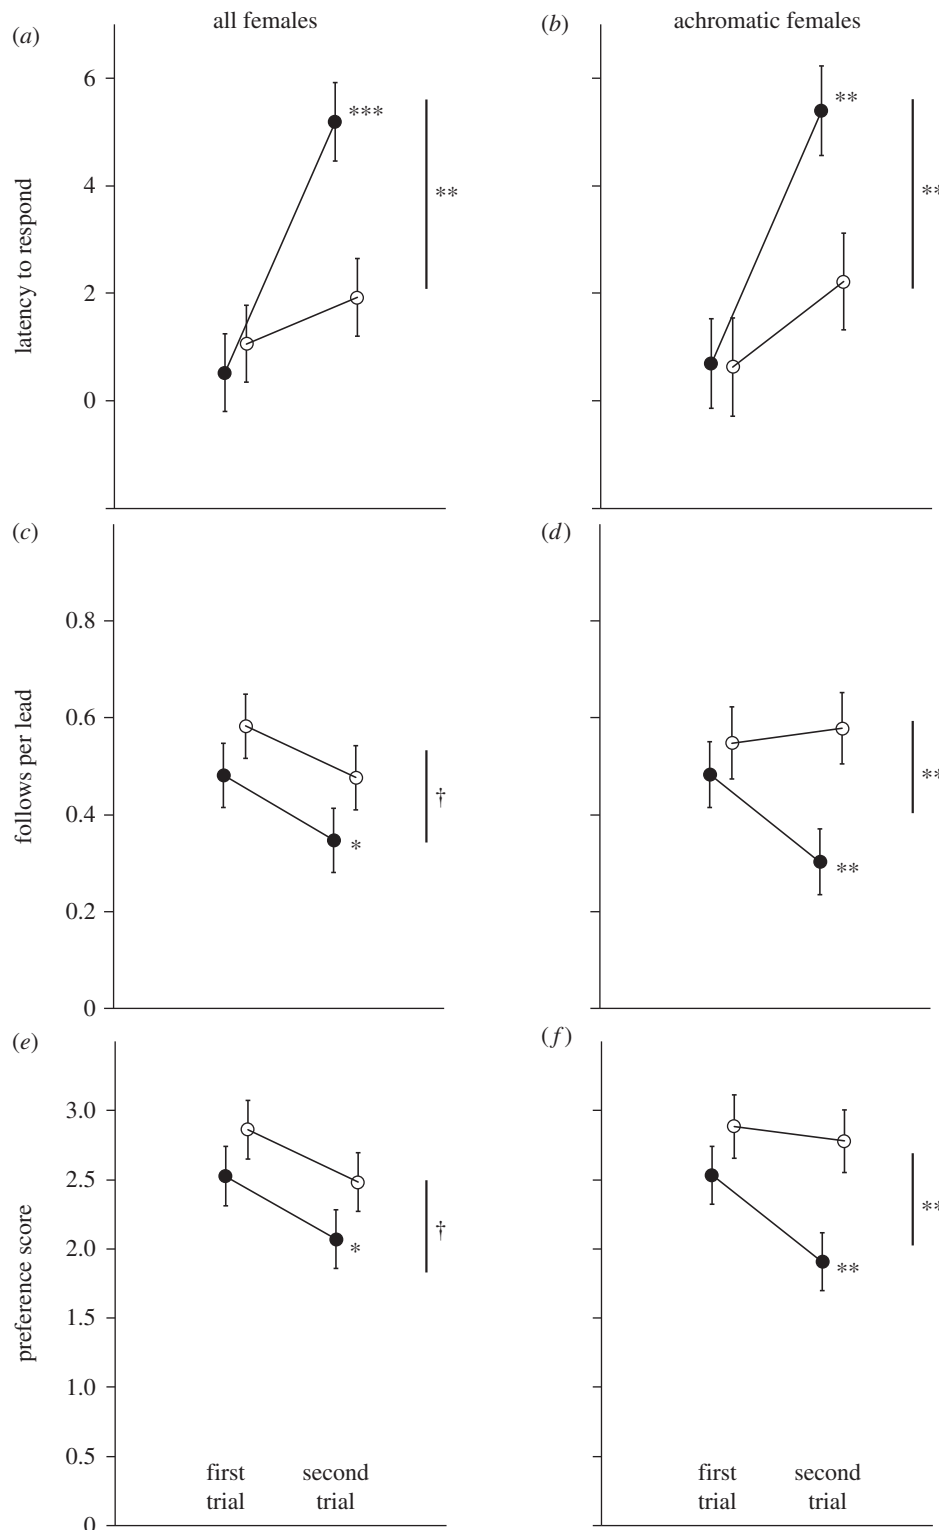 all females
achromatic females
(a)
(b)
latency to respond
6
4
2
0
***
**
**
**
(c)
(d)
follows per lead
0.8
0.6
0.4
0.2
0
*
†
**
**
(e)
(f)
preference score
3.0
2.5
2.0
1.5
1.0
0.5
0
*
†
**
**
first
trial
second
trial
first
trial
second
trial